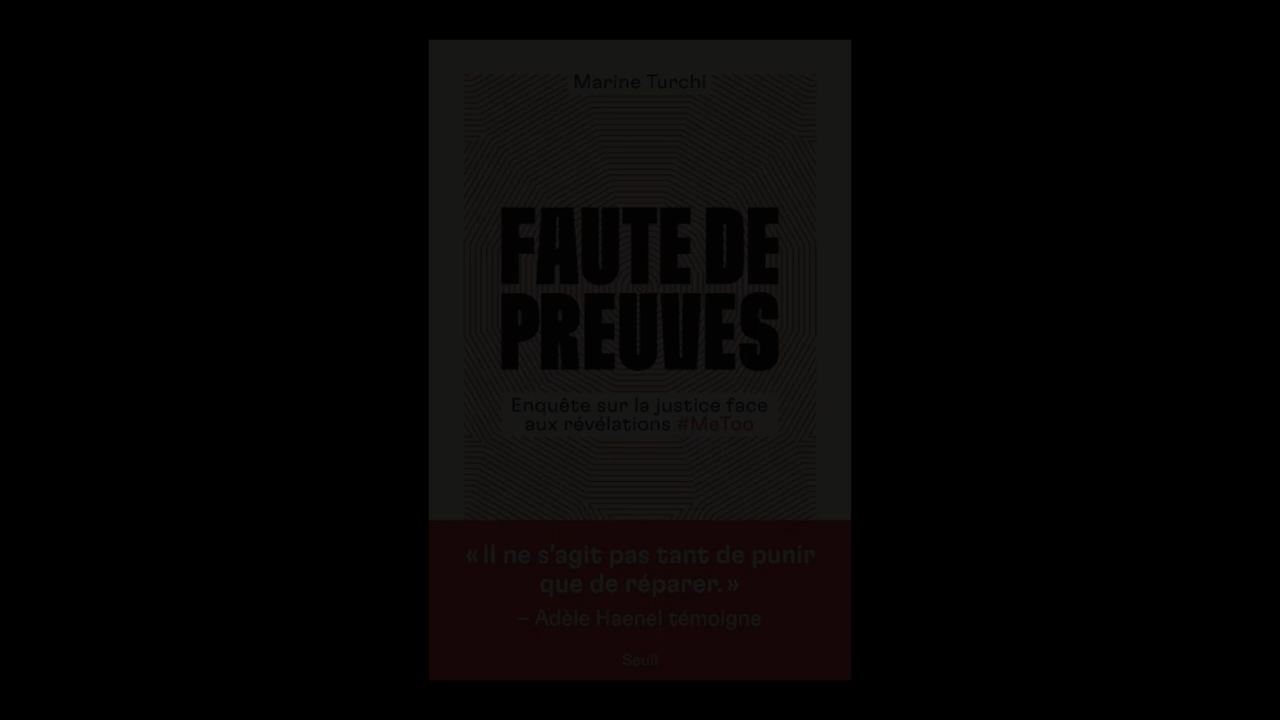 Marine Turchi
FAUTE DE
PREUVES
Enquête sur la justice face
aux révélations #MeToo
« Il ne s'agit pas tant de punir
que de réparer. »
– Adèle Haenel témoigne
Seuil